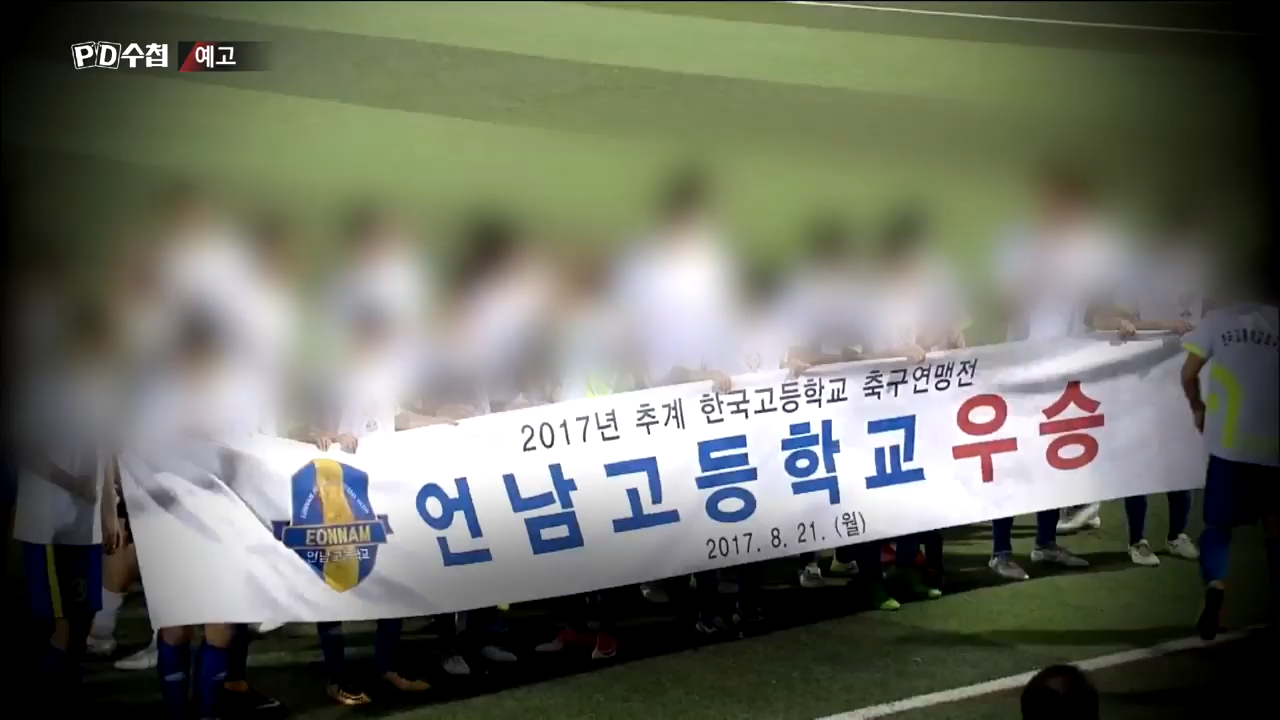 PD수첩 예고
2017년 추계 한국고등학교 축구연맹전
언남고등학교 우승
2017. 8. 21. (월)
EONNAM
언남고등학교